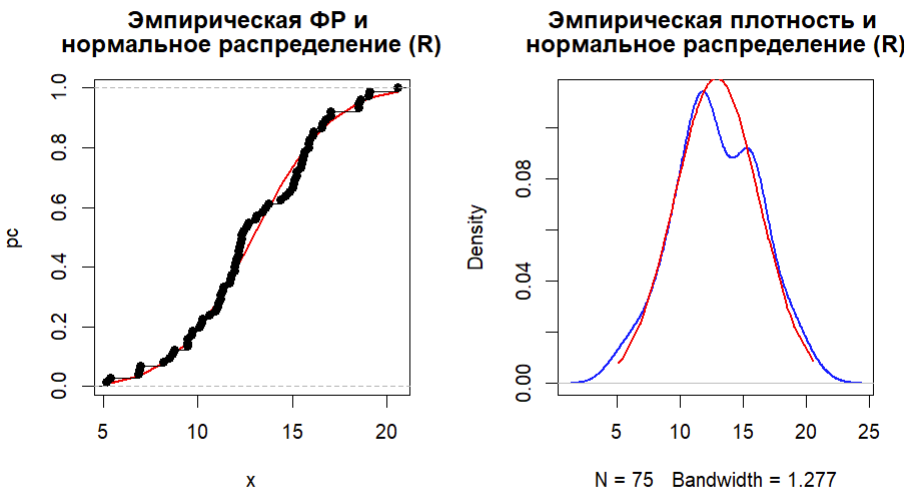 Эмпирическая ФР и
нормальное распределение (R)
pc
0.0 0.2 0.4 0.6 0.8 1.0
5 10 15 20
x
Эмпирическая плотность и
нормальное распределение (R)
Density
0.00 0.04 0.08
5 10 15 20 25
N = 75 Bandwidth = 1.277